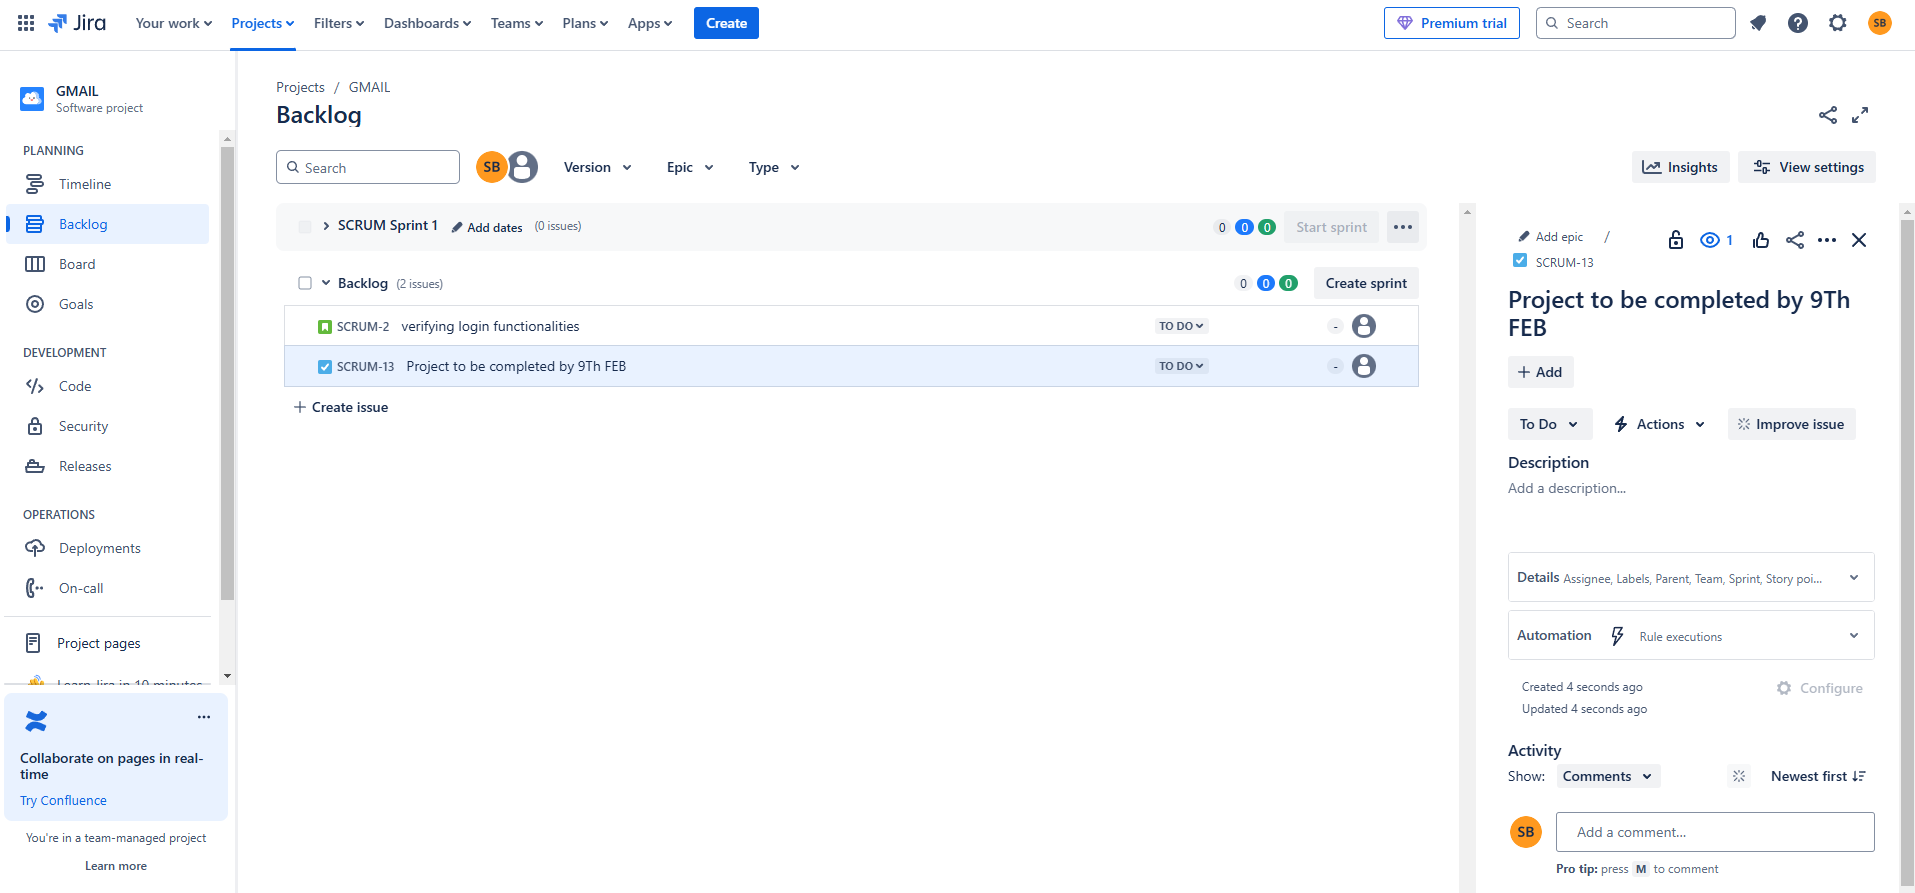 Jira
Your work
Projects
Filters
Dashboards
Teams
Plans
Apps
Create
Premium trial
Search
SB
GMAIL
Software project
PLANNING
Timeline
Backlog
Board
Goals
DEVELOPMENT
Code
Security
Releases
OPERATIONS
Deployments
On-call
Project pages
Learn Jira in 10 minutes
Collaborate on pages in real-
time
Try Confluence
You're in a team-managed project
Learn more
Projects / GMAIL
Backlog
Search
SB
Version
Epic
Type
Insights
View settings
SCRUM Sprint 1 Add dates (0 issues) 0 0 0 Start sprint
Backlog (2 issues) 0 0 0 Create sprint
SCRUM-2 verifying login functionalities TO DO -
SCRUM-13 Project to be completed by 9Th FEB TO DO -
Create issue
Add epic / 1
SCRUM-13
Project to be completed by 9Th
FEB
Add
To Do Actions Improve issue
Description
Add a description...
Details Assignee, Labels, Parent, Team, Sprint, Story poi...
Automation Rule executions
Created 4 seconds ago Configure
Updated 4 seconds ago
Activity
Show: Comments Newest first
SB Add a comment...
Pro tip: press M to comment